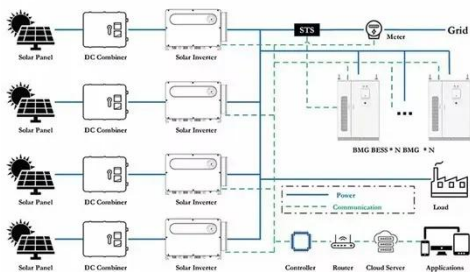 STS
Meter
Grid
Solar Panel
DC Combiner
Solar Inverter
Solar Panel
DC Combiner
Solar Inverter
BMG BESS * N BMG * N
Solar Panel
DC Combiner
Solar Inverter
Power
Communication
Load
Solar Panel
DC Combiner
Solar Inverter
Controller
Router
Cloud Server
Applications